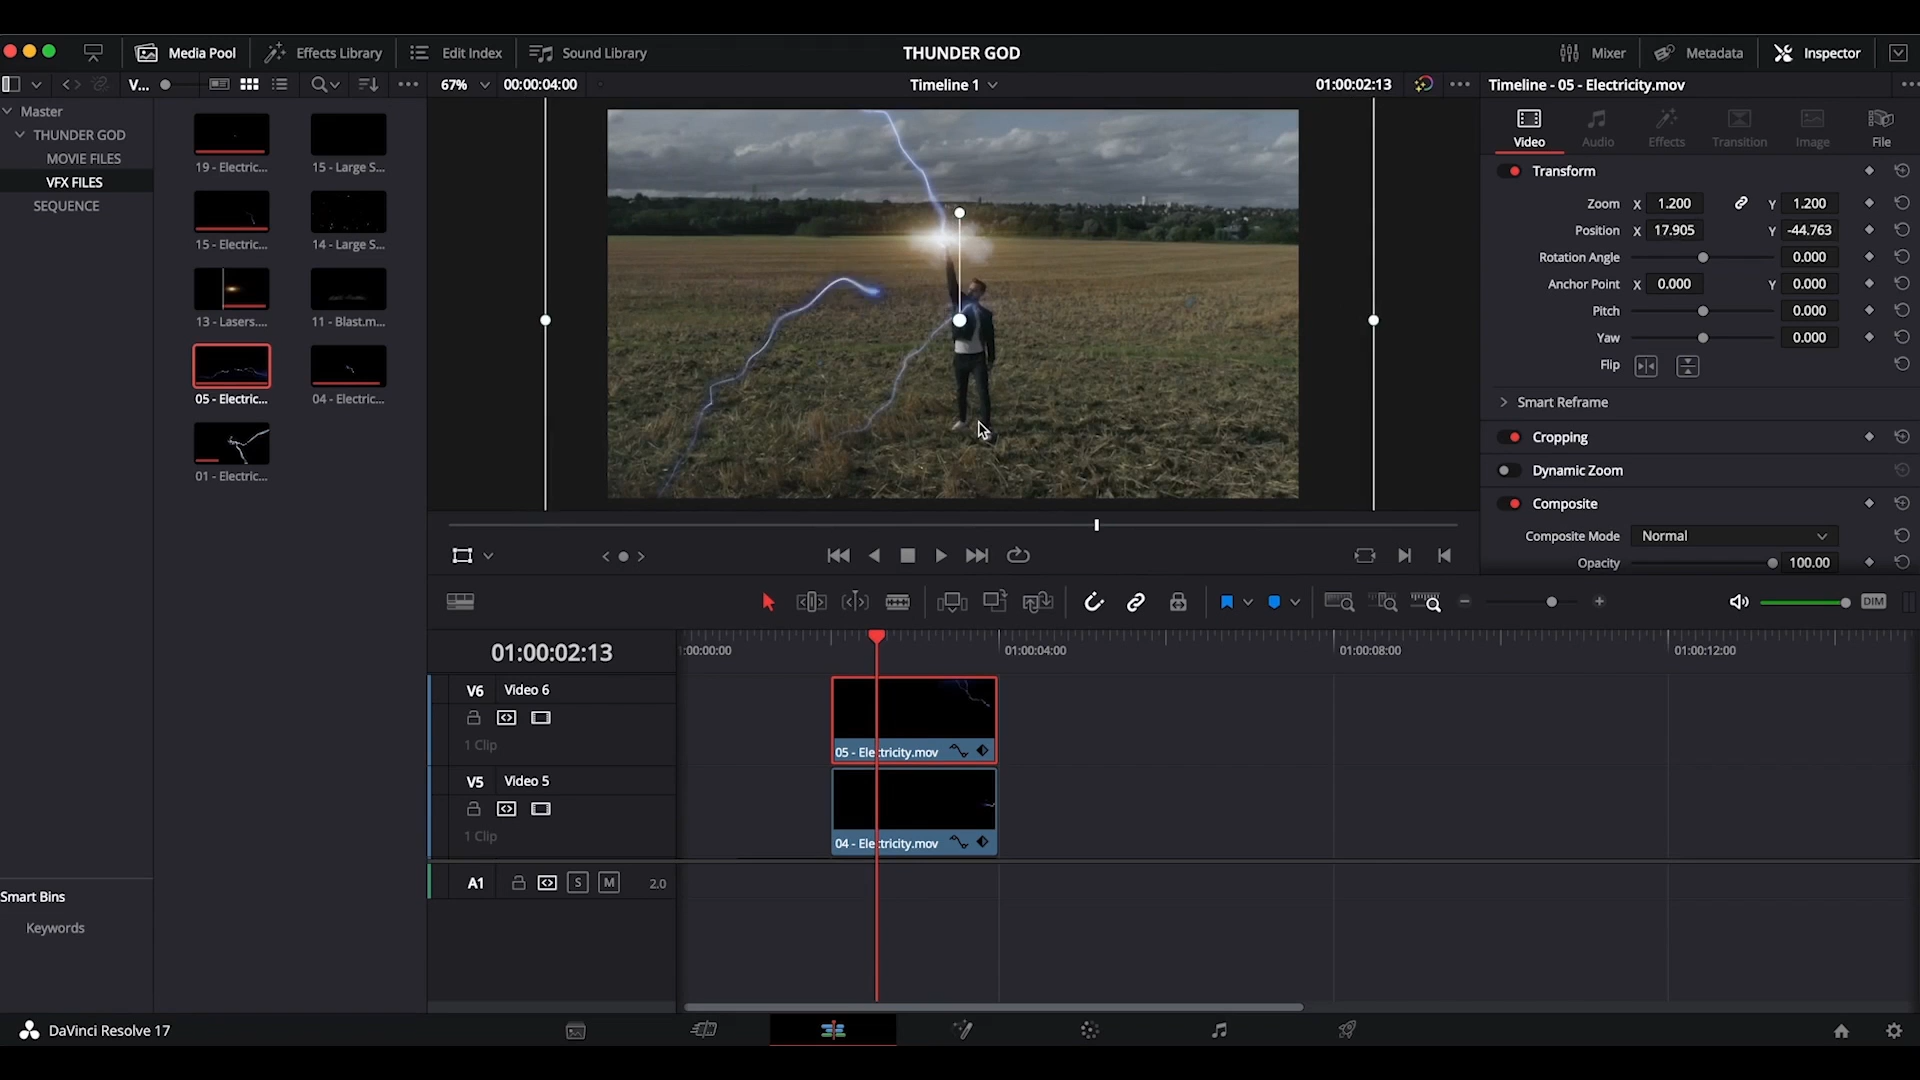 Media Pool
Effects Library
Edit Index
Sound Library
THUNDER GOD
Mixer
Metadata
Inspector
V...
67%
00:00:04:00
Timeline 1
01:00:02:13
Timeline - 05 - Electricity.mov
Master
THUNDER GOD
MOVIE FILES
VFX FILES
SEQUENCE
19 - Electric...
15 - Large S...
15 - Electric...
14 - Large S...
13 - Lasers....
11 - Blast.m...
05 - Electric...
04 - Electric...
01 - Electric...
Video
Audio
Effects
Transition
Image
File
Transform
Zoom X 1.200 Y 1.200
Position X 17.905 Y -44.763
Rotation Angle 0.000
Anchor Point X 0.000 Y 0.000
Pitch 0.000
Yaw 0.000
Flip
Smart Reframe
Cropping
Dynamic Zoom
Composite
Composite Mode Normal
Opacity 100.00
DIM
01:00:02:13
:00:00:00
01:00:04:00
01:00:08:00
01:00:12:00
V6 Video 6
1 Clip
05 - Electricity.mov
V5 Video 5
1 Clip
04 - Electricity.mov
A1 S M 2.0
Smart Bins
Keywords
DaVinci Resolve 17